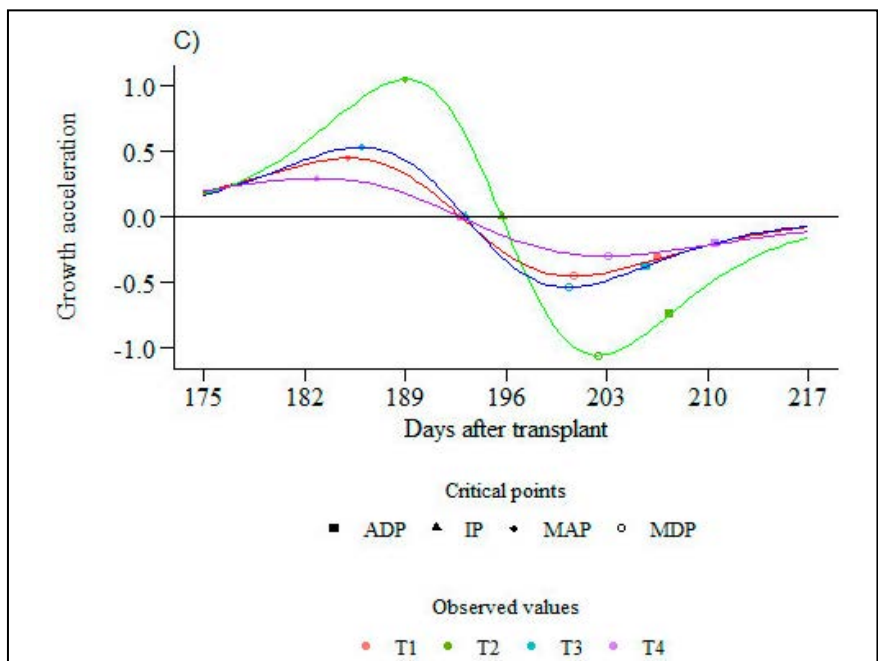 C)
Growth acceleration
1.0
0.5
0.0
-0.5
-1.0
175 182 189 196 203 210 217
Days after transplant
Critical points
ADP IP MAP MDP
Observed values
T1 T2 T3 T4